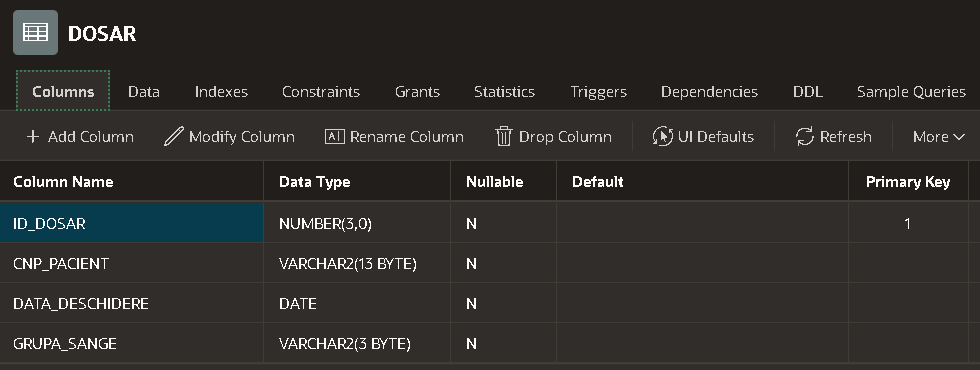 DOSAR
Columns Data Indexes Constraints Grants Statistics Triggers Dependencies DDL Sample Queries
Add Column Modify Column Rename Column Drop Column UI Defaults Refresh More
Column Name Data Type Nullable Default Primary Key
ID_DOSAR NUMBER(3,0) N 1
CNP_PACIENT VARCHAR2(13 BYTE) N
DATA_DESCHIDERE DATE N
GRUPA_SANGE VARCHAR2(3 BYTE) N